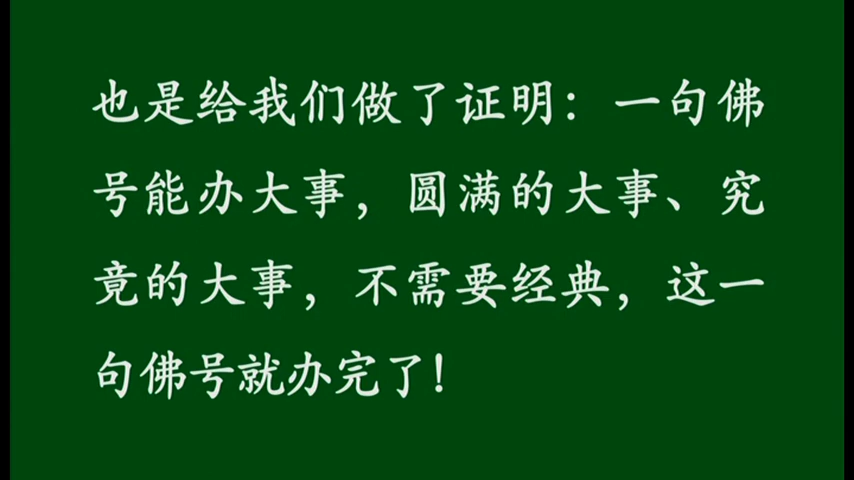 也是给我们做了证明：一句佛
号能办大事，圆满的大事、究
竟的大事，不需要经典，这一
句佛号就办完了！